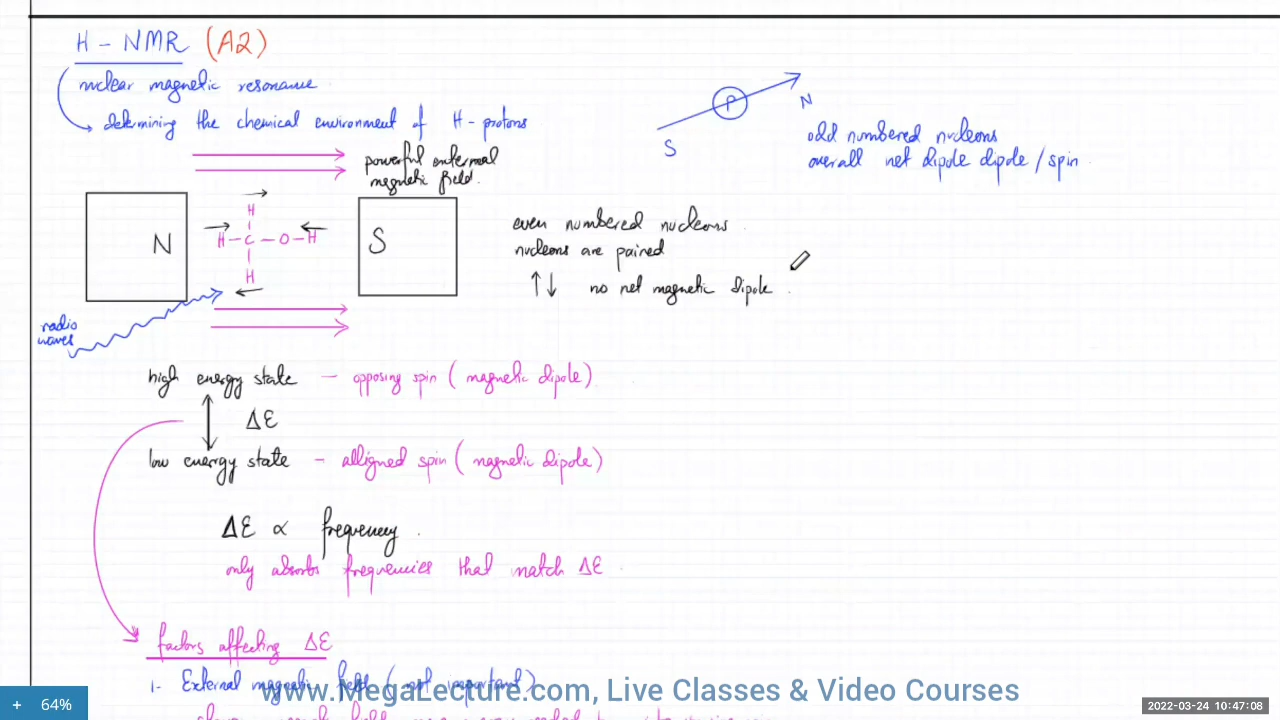 H - NMR (A2)
nuclear magnetic resonance
determining the chemical environment of H-protons
P
N
S
odd numbered nucleons
overall net dipole dipole / spin
powerful external
magnetic field.
N
H
H - C - O - H
H
S
even numbered nucleons
nucleons are paired
↑↓ no net magnetic dipole
radio
waves
high energy state - opposing spin (magnetic dipole)
ΔE
low energy state - alligned spin (magnetic dipole)
ΔE ∝ frequency
only absorbs frequencies that match ΔE
factors affecting ΔE
1- External magnetic field (not important)
www.MegaLecture.com, Live Classes & Video Courses
+ 64%
2022-03-24 10:47:08